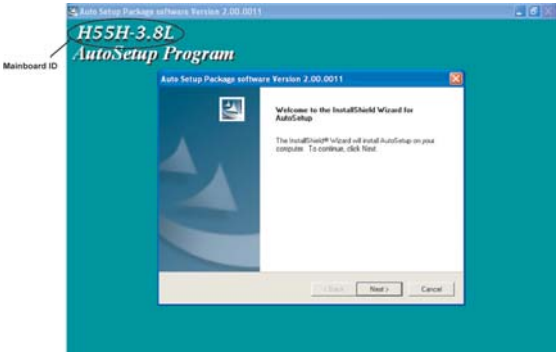 Auto Setup Package software Version 2.00.0011
H55H-3.8L
AutoSetup Program
Mainboard ID
Auto Setup Package software Version 2.00.0011
Welcome to the InstallShield Wizard for
AutoSetup
The InstallShield® Wizard will install AutoSetup on your
computer. To continue, click Next.
< Back
Next >
Cancel